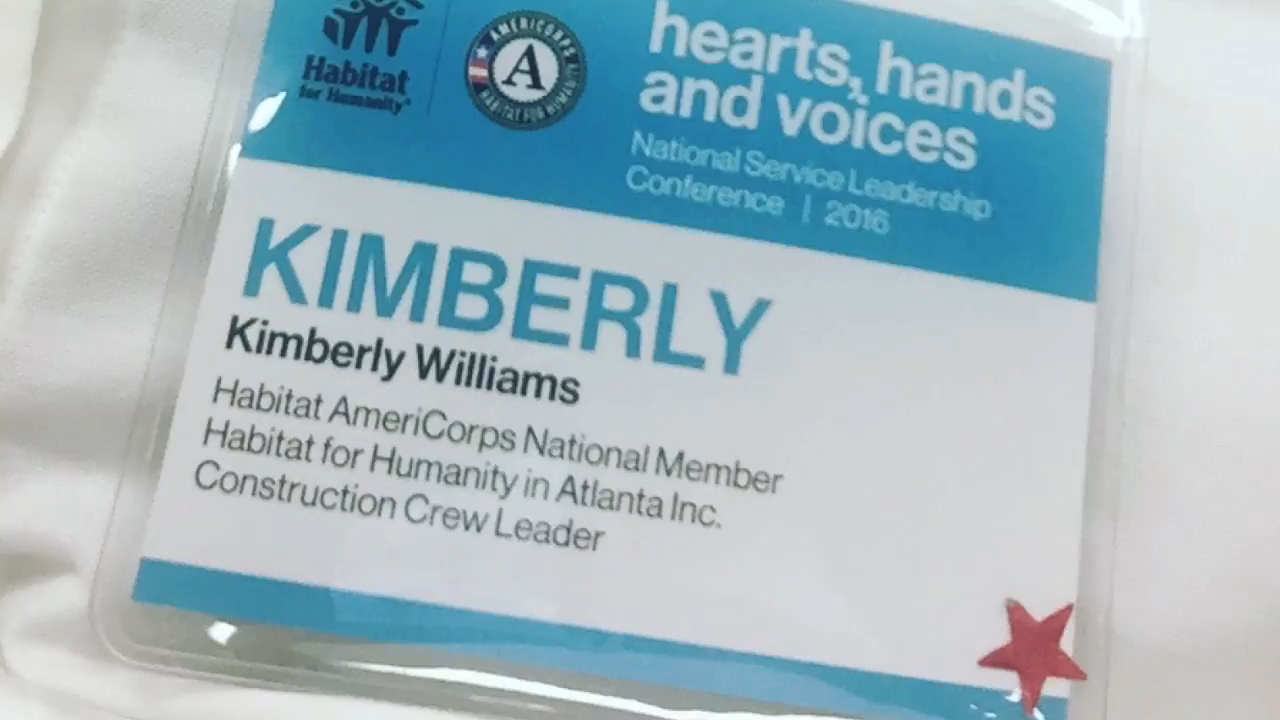 Habitat
for Humanity®
AMERICORPS
A
HABITAT FOR HUMANITY
hearts, hands
and voices
National Service Leadership
Conference | 2016
KIMBERLY
Kimberly Williams
Habitat AmeriCorps National Member
Habitat for Humanity in Atlanta Inc.
Construction Crew Leader